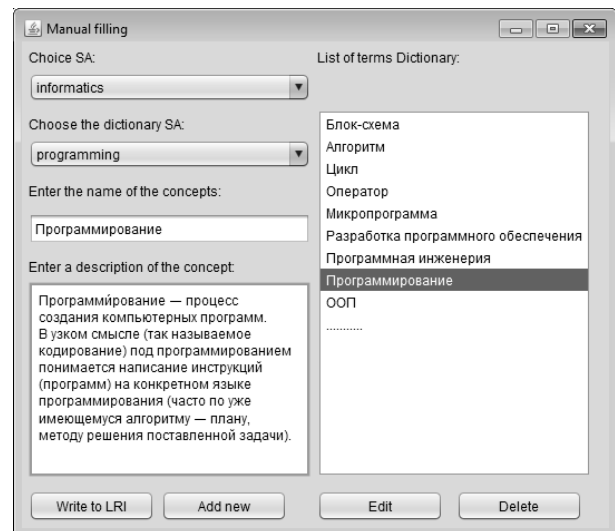 Manual filling
Choice SA:
informatics
Choose the dictionary SA:
programming
Enter the name of the concepts:
Программирование
Enter a description of the concept:
Программи́рование — процесс
создания компьютерных программ.
В узком смысле (так называемое
кодирование) под программированием
понимается написание инструкций
(программ) на конкретном языке
программирования (часто по уже
имеющемуся алгоритму — плану,
методу решения поставленной задачи).
Write to LRI
Add new
List of terms Dictionary:
Блок-схема
Алгоритм
Цикл
Оператор
Микропрограмма
Разработка программного обеспечения
Программная инженерия
Программирование
ООП
...........
Edit
Delete